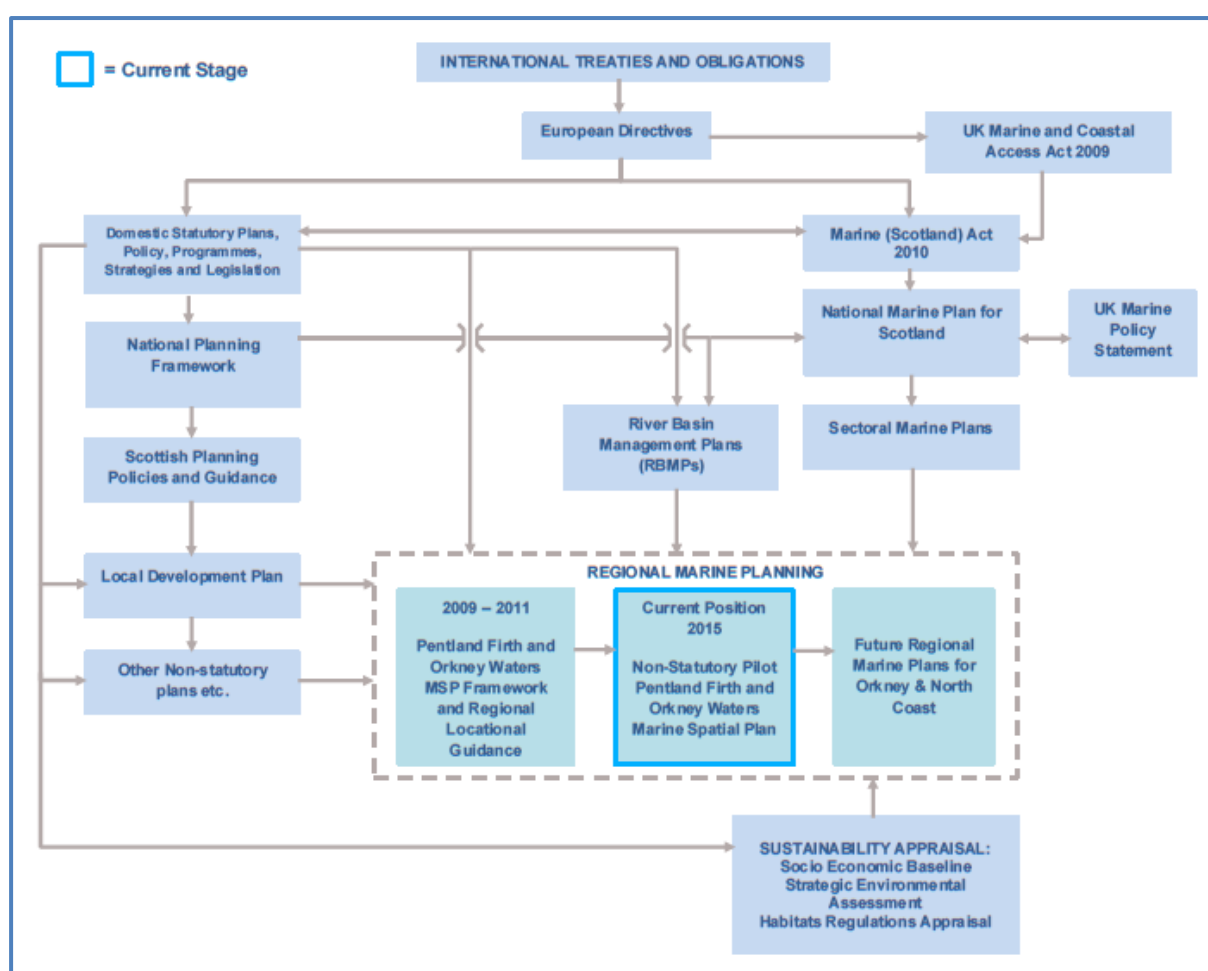 = Current Stage
INTERNATIONAL TREATIES AND OBLIGATIONS
European Directives
UK Marine and Coastal
Access Act 2009
Domestic Statutory Plans,
Policy, Programmes,
Strategies and Legislation
Marine (Scotland) Act
2010
National Planning
Framework
National Marine Plan for
Scotland
UK Marine
Policy
Statement
Scottish Planning
Policies and Guidance
River Basin
Management Plans
(RBMPs)
Sectoral Marine Plans
Local Development Plan
Other Non-statutory
plans etc.
REGIONAL MARINE PLANNING
2009 – 2011
Pentland Firth and
Orkney Waters
MSP Framework
and Regional
Locational
Guidance
Current Position
2015
Non-Statutory Pilot
Pentland Firth and
Orkney Waters
Marine Spatial Plan
Future Regional
Marine Plans for
Orkney & North
Coast
SUSTAINABILITY APPRAISAL:
Socio Economic Baseline
Strategic Environmental
Assessment
Habitats Regulations Appraisal